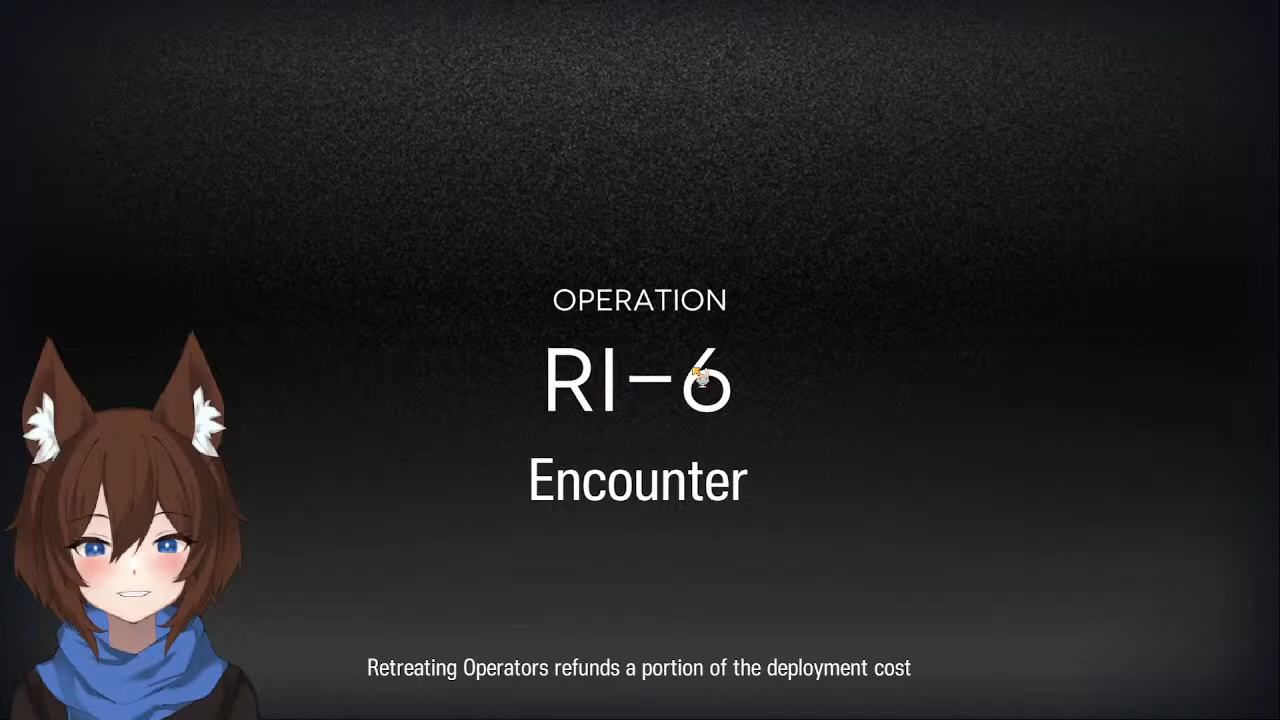 OPERATION
RI-6
Encounter
Retreating Operators refunds a portion of the deployment cost